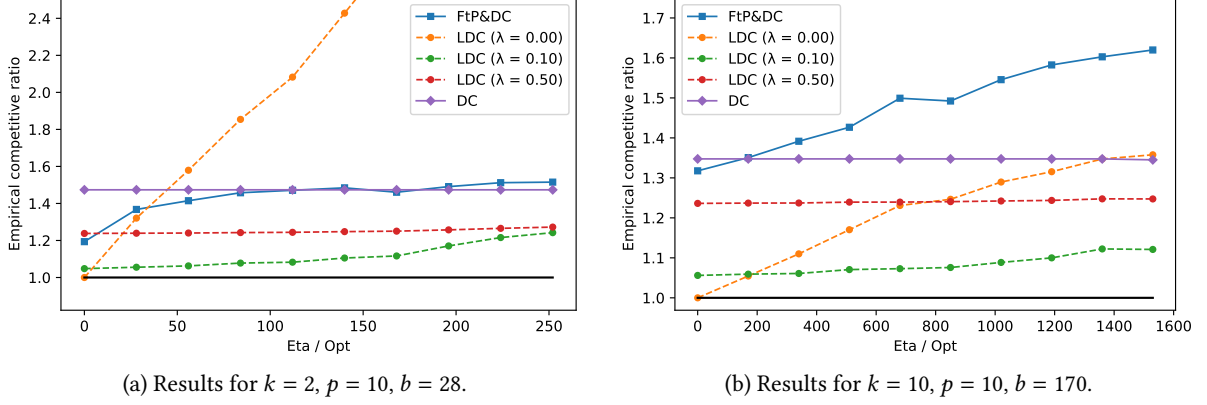 2.4
2.2
2.0
1.8
1.6
1.4
1.2
1.0
Empirical competitive ratio
0 50 100 150 200 250
Eta / Opt
FtP&DC
LDC (λ = 0.00)
LDC (λ = 0.10)
LDC (λ = 0.50)
DC
(a) Results for k = 2, p = 10, b = 28.
1.7
1.6
1.5
1.4
1.3
1.2
1.1
1.0
Empirical competitive ratio
0 200 400 600 800 1000 1200 1400 1600
Eta / Opt
FtP&DC
LDC (λ = 0.00)
LDC (λ = 0.10)
LDC (λ = 0.50)
DC
(b) Results for k = 10, p = 10, b = 170.